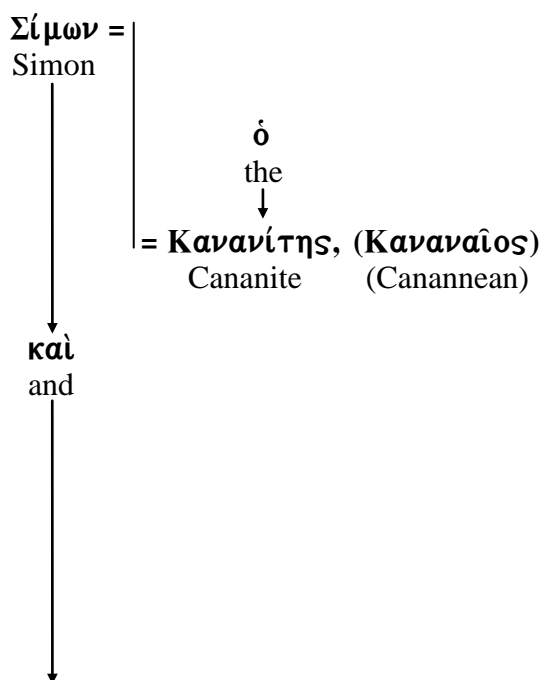 Σίμων =
Simon
ὁ
the
= Κανανίτης, (Καναναῖος)
Cananite (Canannean)
καὶ
and